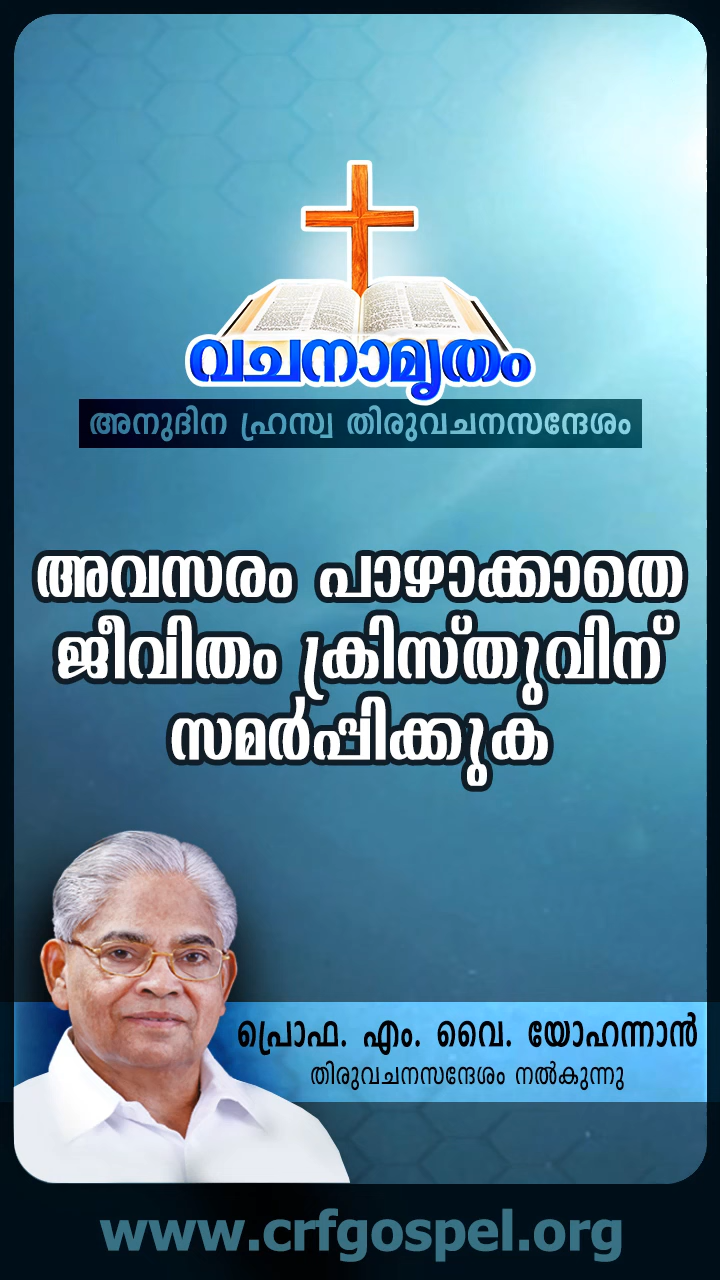 വചനാമൃതം
അനുദിന ഹ്രസ്വ തിരുവചനസന്ദേശം
അവസരം പാഴാക്കാതെ
ജീവിതം ക്രിസ്തുവിന്
സമർപ്പിക്കുക
പ്രൊഫ. എം. വൈ. യോഹന്നാൻ
തിരുവചനസന്ദേശം നൽകുന്നു
www.crfgospel.org